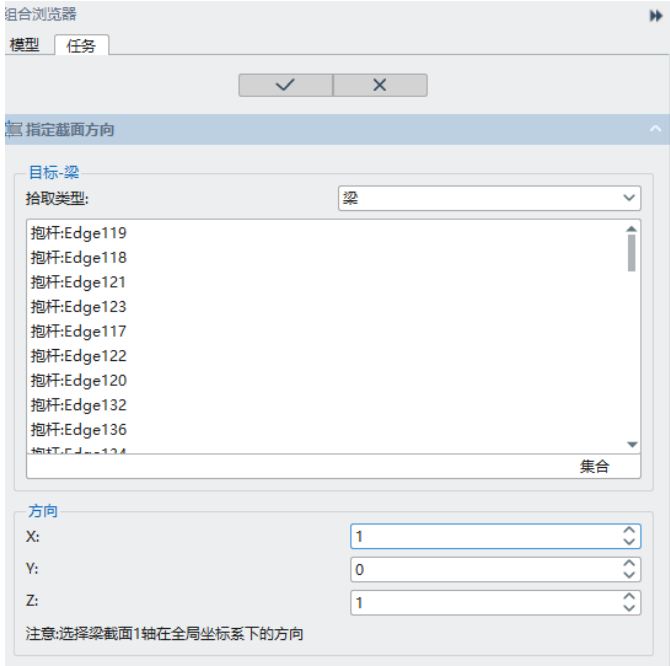 组合浏览器
模型 任务
指定截面方向
目标-梁
拾取类型: 梁
抱杆:Edge119
抱杆:Edge118
抱杆:Edge121
抱杆:Edge123
抱杆:Edge117
抱杆:Edge122
抱杆:Edge120
抱杆:Edge132
抱杆:Edge136
集合
方向
X: 1
Y: 0
Z: 1
注意:选择梁截面1轴在全局坐标系下的方向